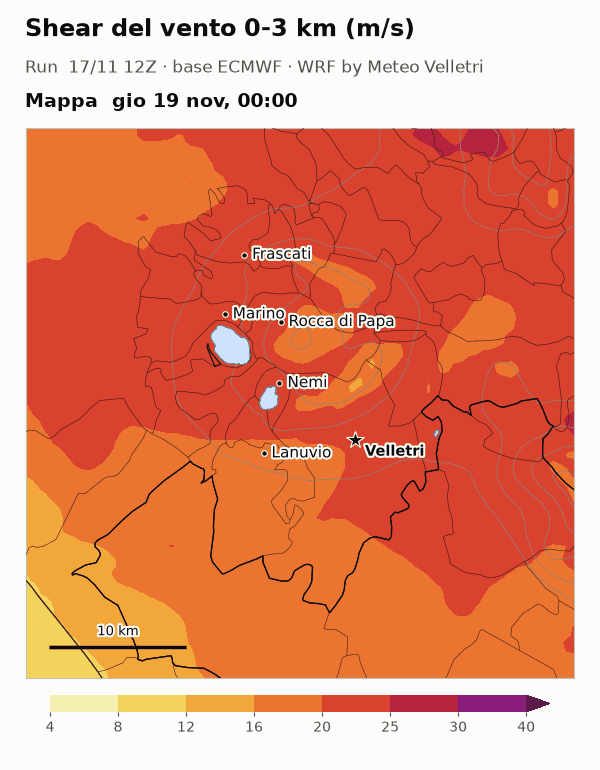 Shear del vento 0-3 km (m/s)
Run 17/11 12Z · base ECMWF · WRF by Meteo Velletri
Mappa gio 19 nov, 00:00
Frascati
Marino
Rocca di Papa
Nemi
Velletri
Lanuvio
10 km
4 8 12 16 20 25 30 40